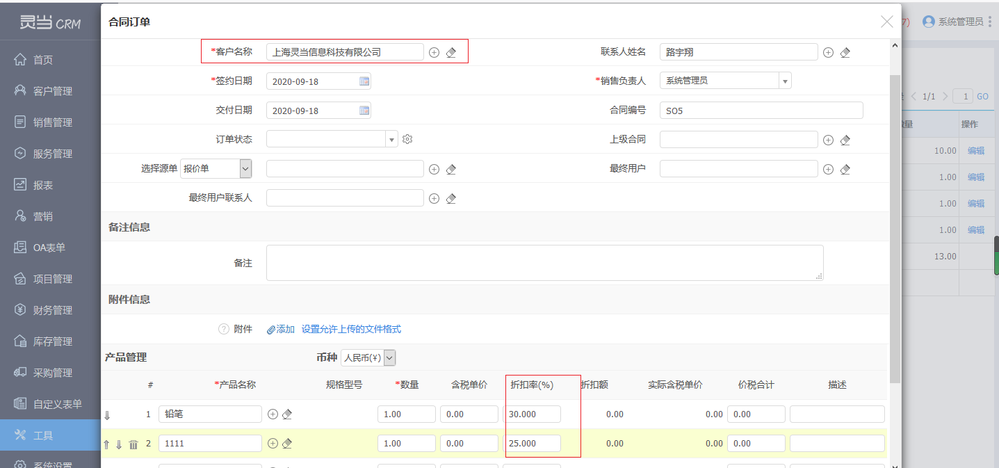 灵当CRM
首页
客户管理
销售管理
服务管理
报表
营销
OA表单
项目管理
财务管理
库存管理
采购管理
自定义表单
工具
系统设置
合同订单
*客户名称 上海灵当信息科技有限公司 联系人姓名 路宇翔
*签约日期 2020-09-18 *销售负责人 系统管理员
交付日期 2020-09-18 合同编号 SO5
订单状态 上级合同
选择源单 报价单 最终用户
最终用户联系人
备注信息
备注
附件信息
? 附件 添加 设置允许上传的文件格式
产品管理 币种 人民币(¥)
# *产品名称 规格型号 *数量 含税单价 折扣率(%) 折扣额 实际含税单价 价税合计 描述
1 铅笔 1.00 0.00 30.000 0.00 0.00 0.00
2 1111 1.00 0.00 25.000 0.00 0.00 0.00
7) 系统管理员
1/1 1 GO
数量 操作
10.00 编辑
1.00 编辑
1.00 编辑
1.00 编辑
13.00